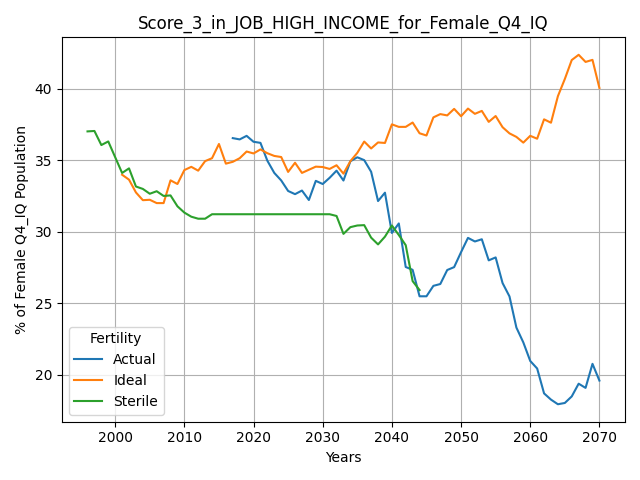 Score_3_in_JOB_HIGH_INCOME_for_Female_Q4_IQ
% of Female Q4_IQ Population
40
35
30
25
20
Fertility
Actual
Ideal
Sterile
2000 2010 2020 2030 2040 2050 2060 2070
Years